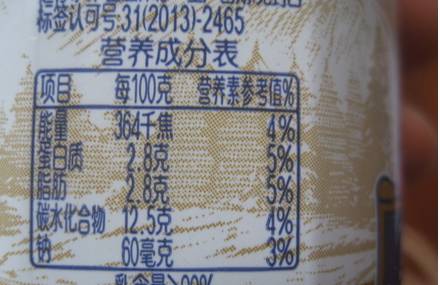 标签认可号:31(2013)-2465
营养成分表
项目 每100克 营养素参考值%
能量 364千焦 4%
蛋白质 2.8克 5%
脂肪 2.8克 5%
碳水化合物 12.5克 4%
钠 60毫克 3%